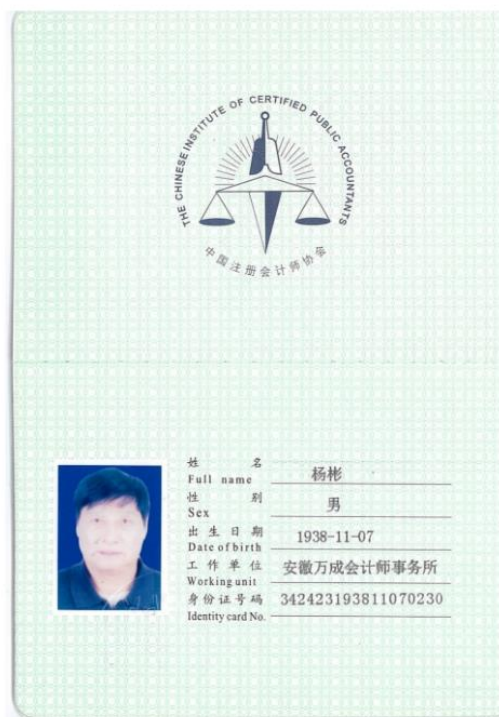 THE CHINESE INSTITUTE OF CERTIFIED PUBLIC ACCOUNTANTS
中国注册会计师协会
姓 名 杨彬
Full name
性 别 男
Sex
出生日期 1938-11-07
Date of birth
工作单位 安徽万成会计师事务所
Working unit
身份证号码 342423193811070230
Identity card No.